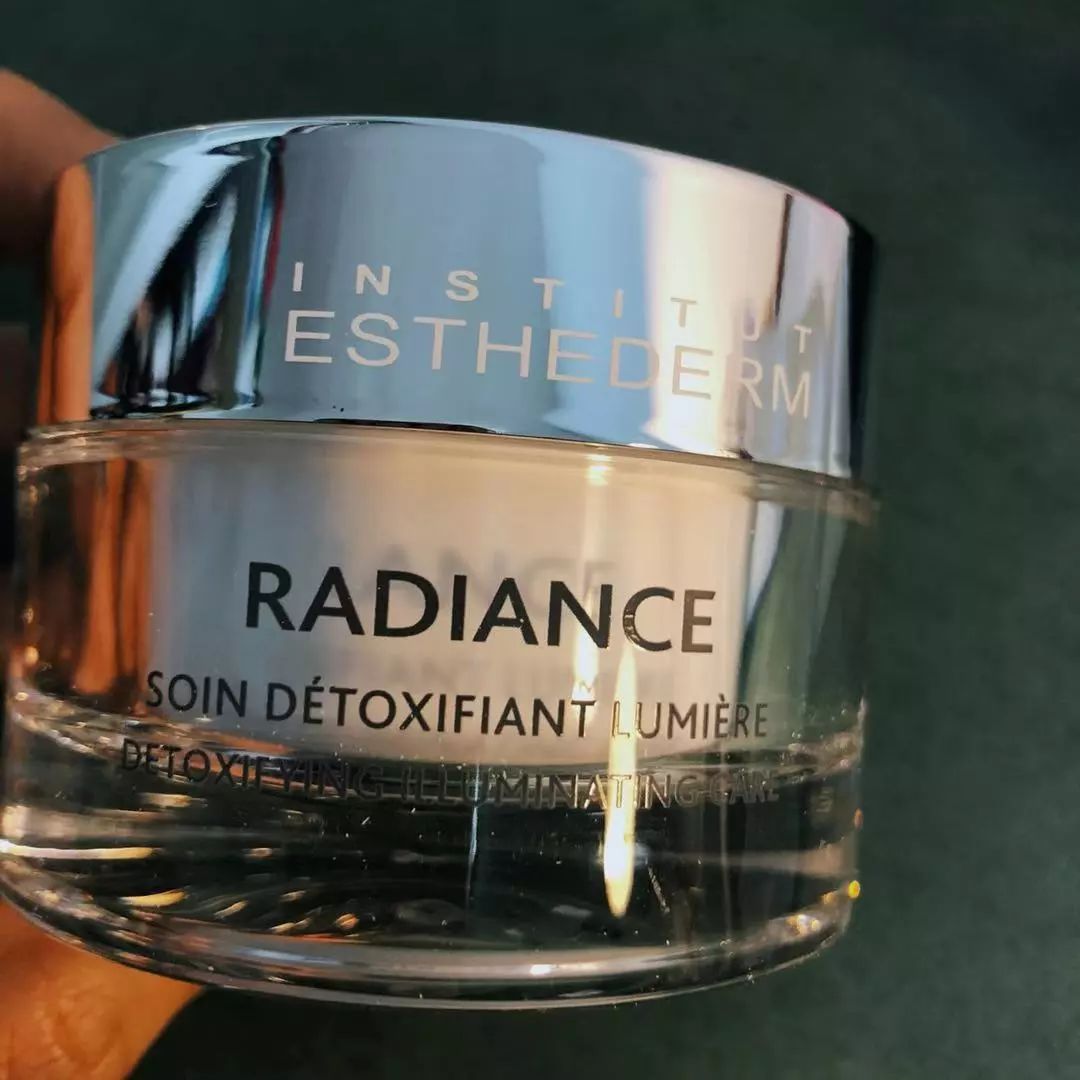 INSTITUT
ESTHEDERM
RADIANCE
SOIN DÉTOXIFIANT LUMIÈRE
DETOXIFYING ILLUMINATING CARE